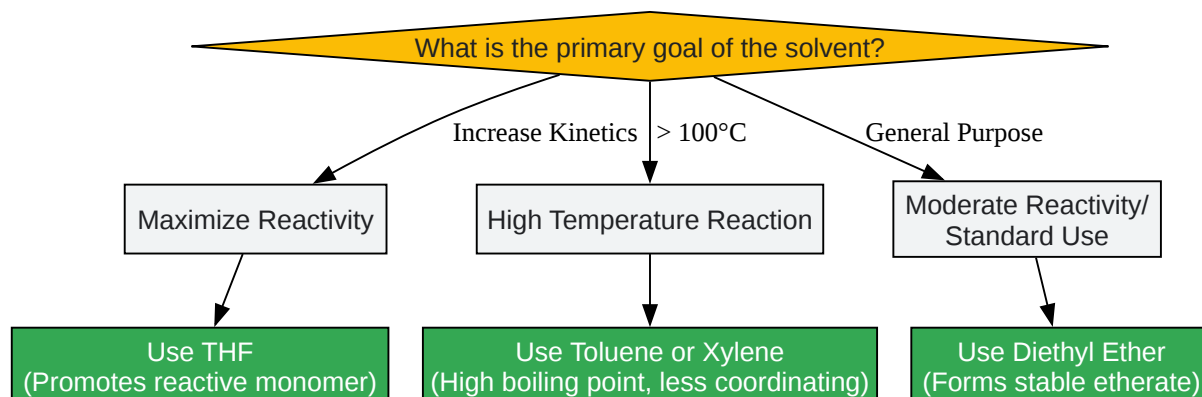 What is the primary goal of the solvent?
Increase Kinetics
> 100°C
General Purpose
Maximize Reactivity
High Temperature Reaction
Moderate Reactivity/
Standard Use
Use THF
(Promotes reactive monomer)
Use Toluene or Xylene
(High boiling point, less coordinating)
Use Diethyl Ether
(Forms stable etherate)